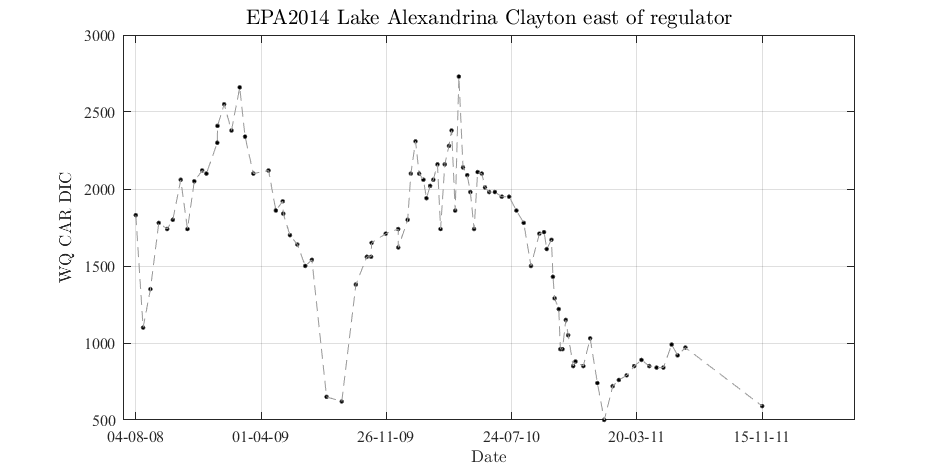 EPA2014 Lake Alexandrina Clayton east of regulator
3000
2500
2000
1500
1000
500
WQ CAR DIC
04-08-08 01-04-09 26-11-09 24-07-10 20-03-11 15-11-11
Date